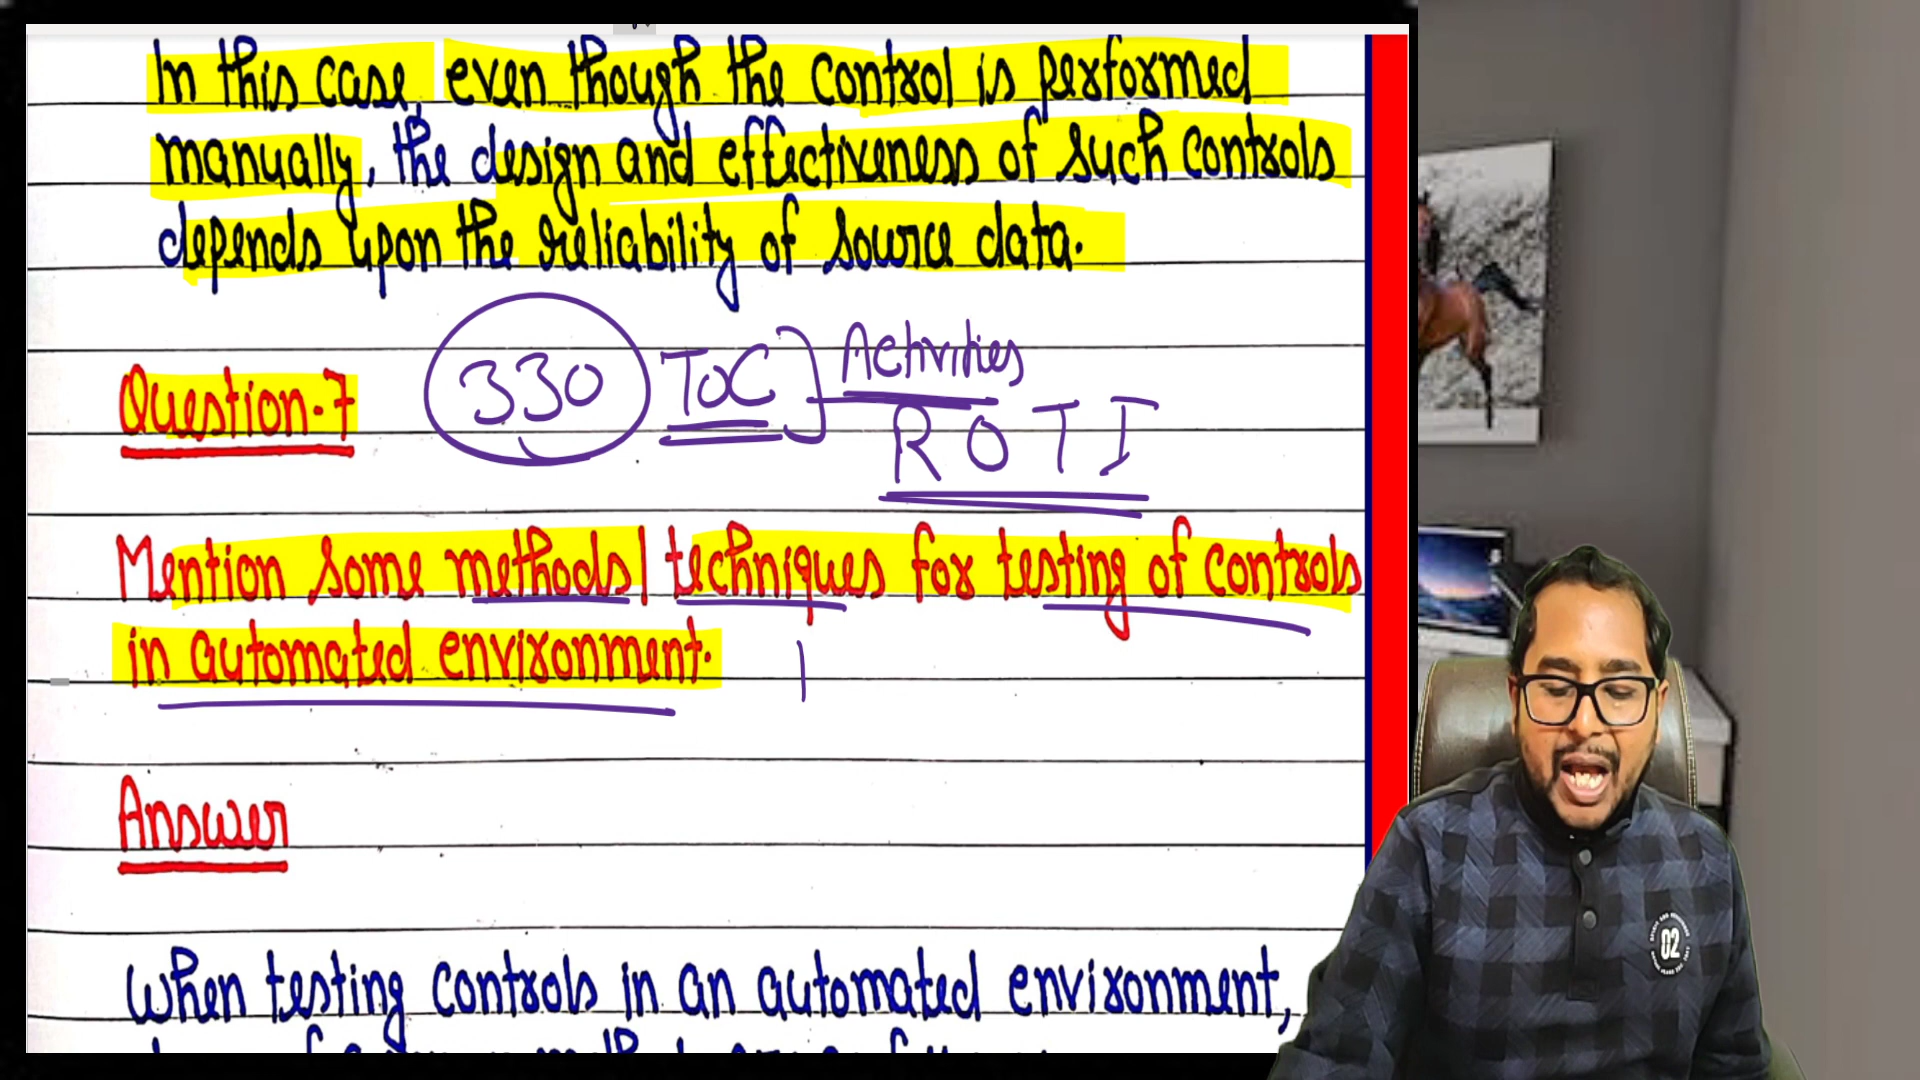 In this case, even though the control is performed
manually, the design and effectiveness of such controls
depends upon the reliability of source data.
Question.7 330 ToC Activities
R O T I
Mention some methods/ techniques for testing of controls
in automated environment.
Answer
When testing controls in an automated environment,
02